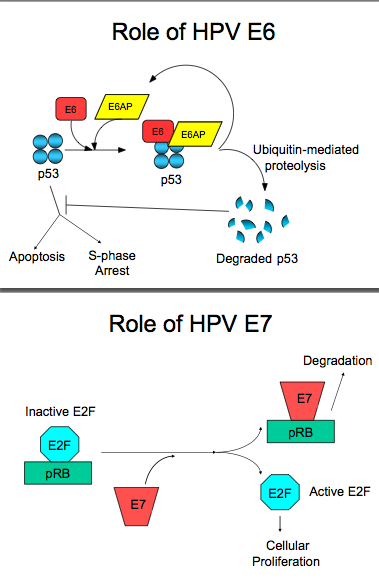 Role of HPV E6
E6
E6AP
E6
E6AP
p53
p53
Ubiquitin-mediated
proteolysis
Apoptosis
S-phase
Arrest
Degraded p53
Role of HPV E7
Degradation
E7
pRB
Inactive E2F
E2F
pRB
E7
E2F
Active E2F
Cellular
Proliferation